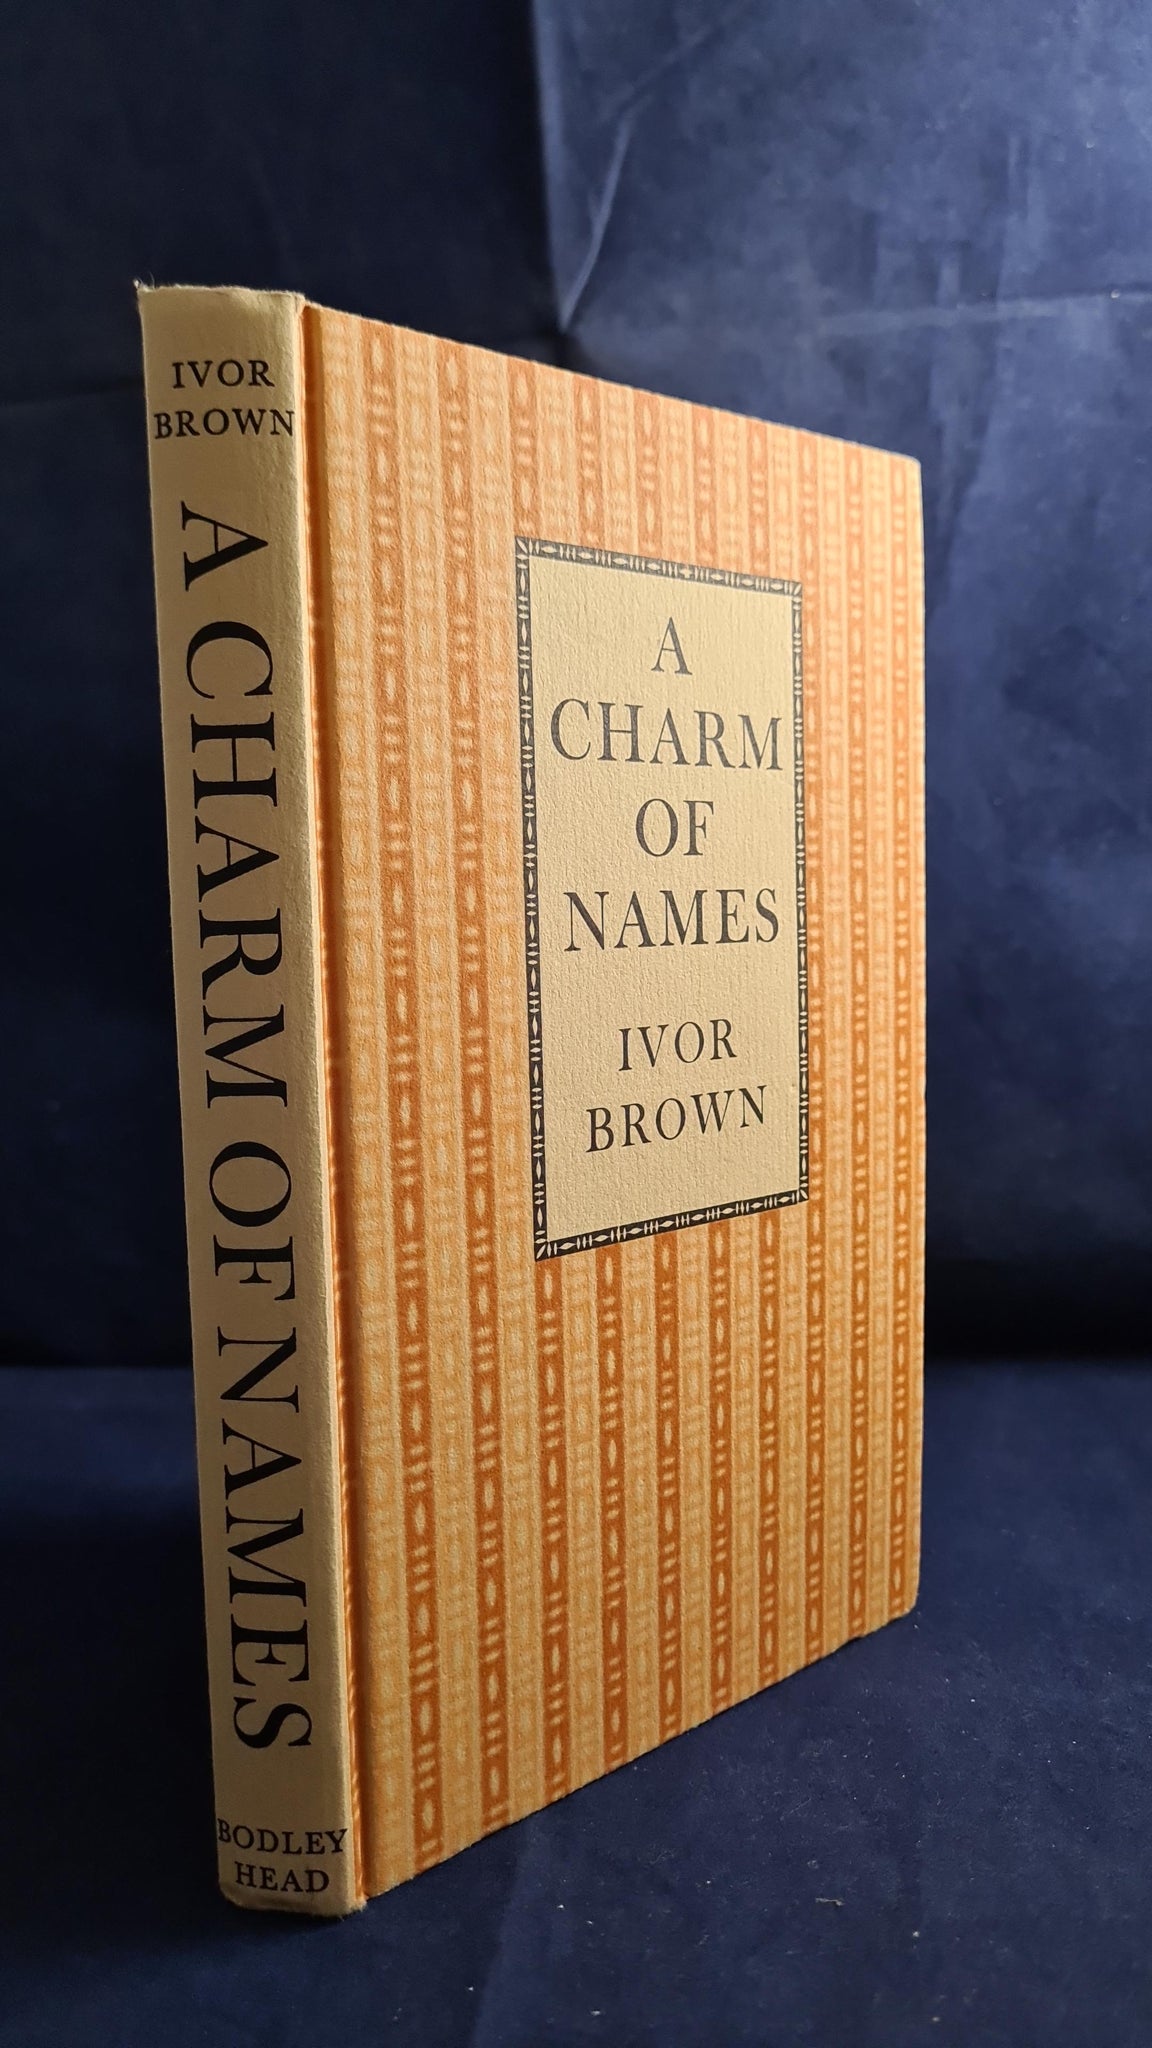 IVOR
BROWN
A CHARM OF NAMES
BODLEY
HEAD
A
CHARM
OF
NAMES
IVOR
BROWN